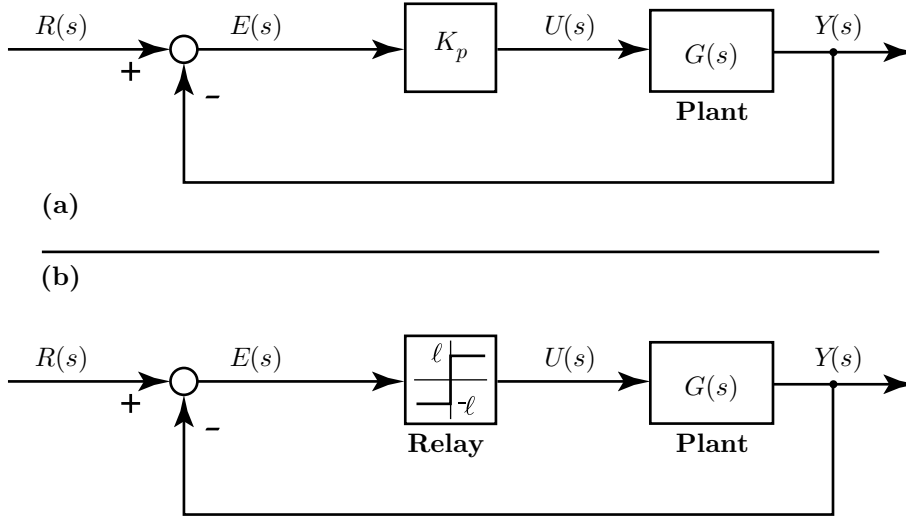 R(s) E(s) K_p U(s) G(s) Y(s)
+ -
Plant
(a)
(b)
R(s) E(s) ℓ -ℓ U(s) G(s) Y(s)
+ -
Relay Plant